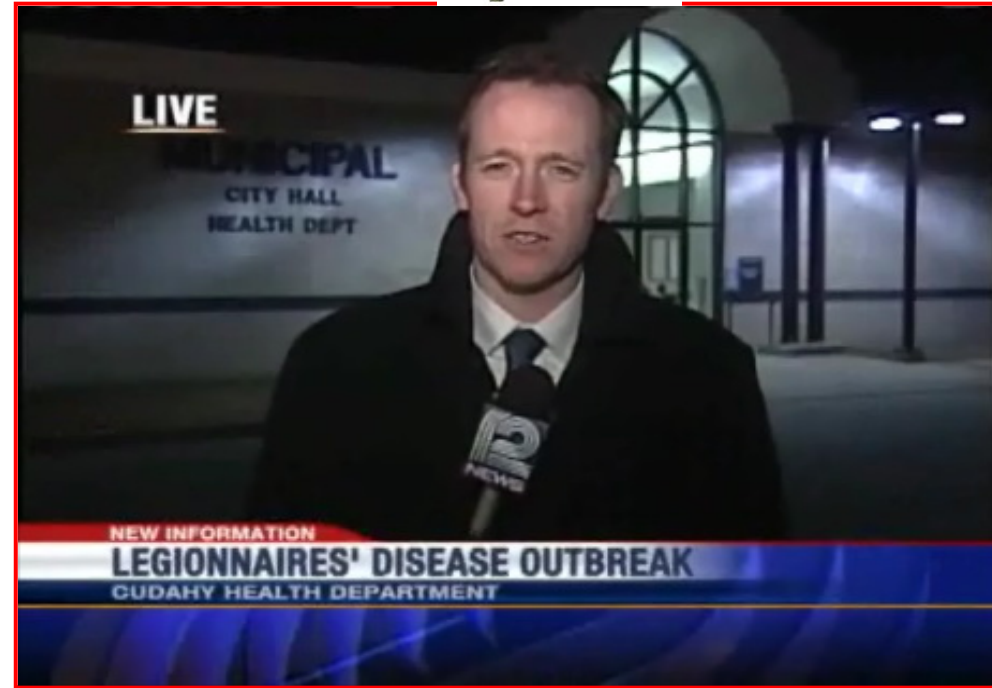 LIVE
MUNICIPAL
CITY HALL
HEALTH DEPT
12
NEWS
NEW INFORMATION
LEGIONNAIRES' DISEASE OUTBREAK
CUDAHY HEALTH DEPARTMENT